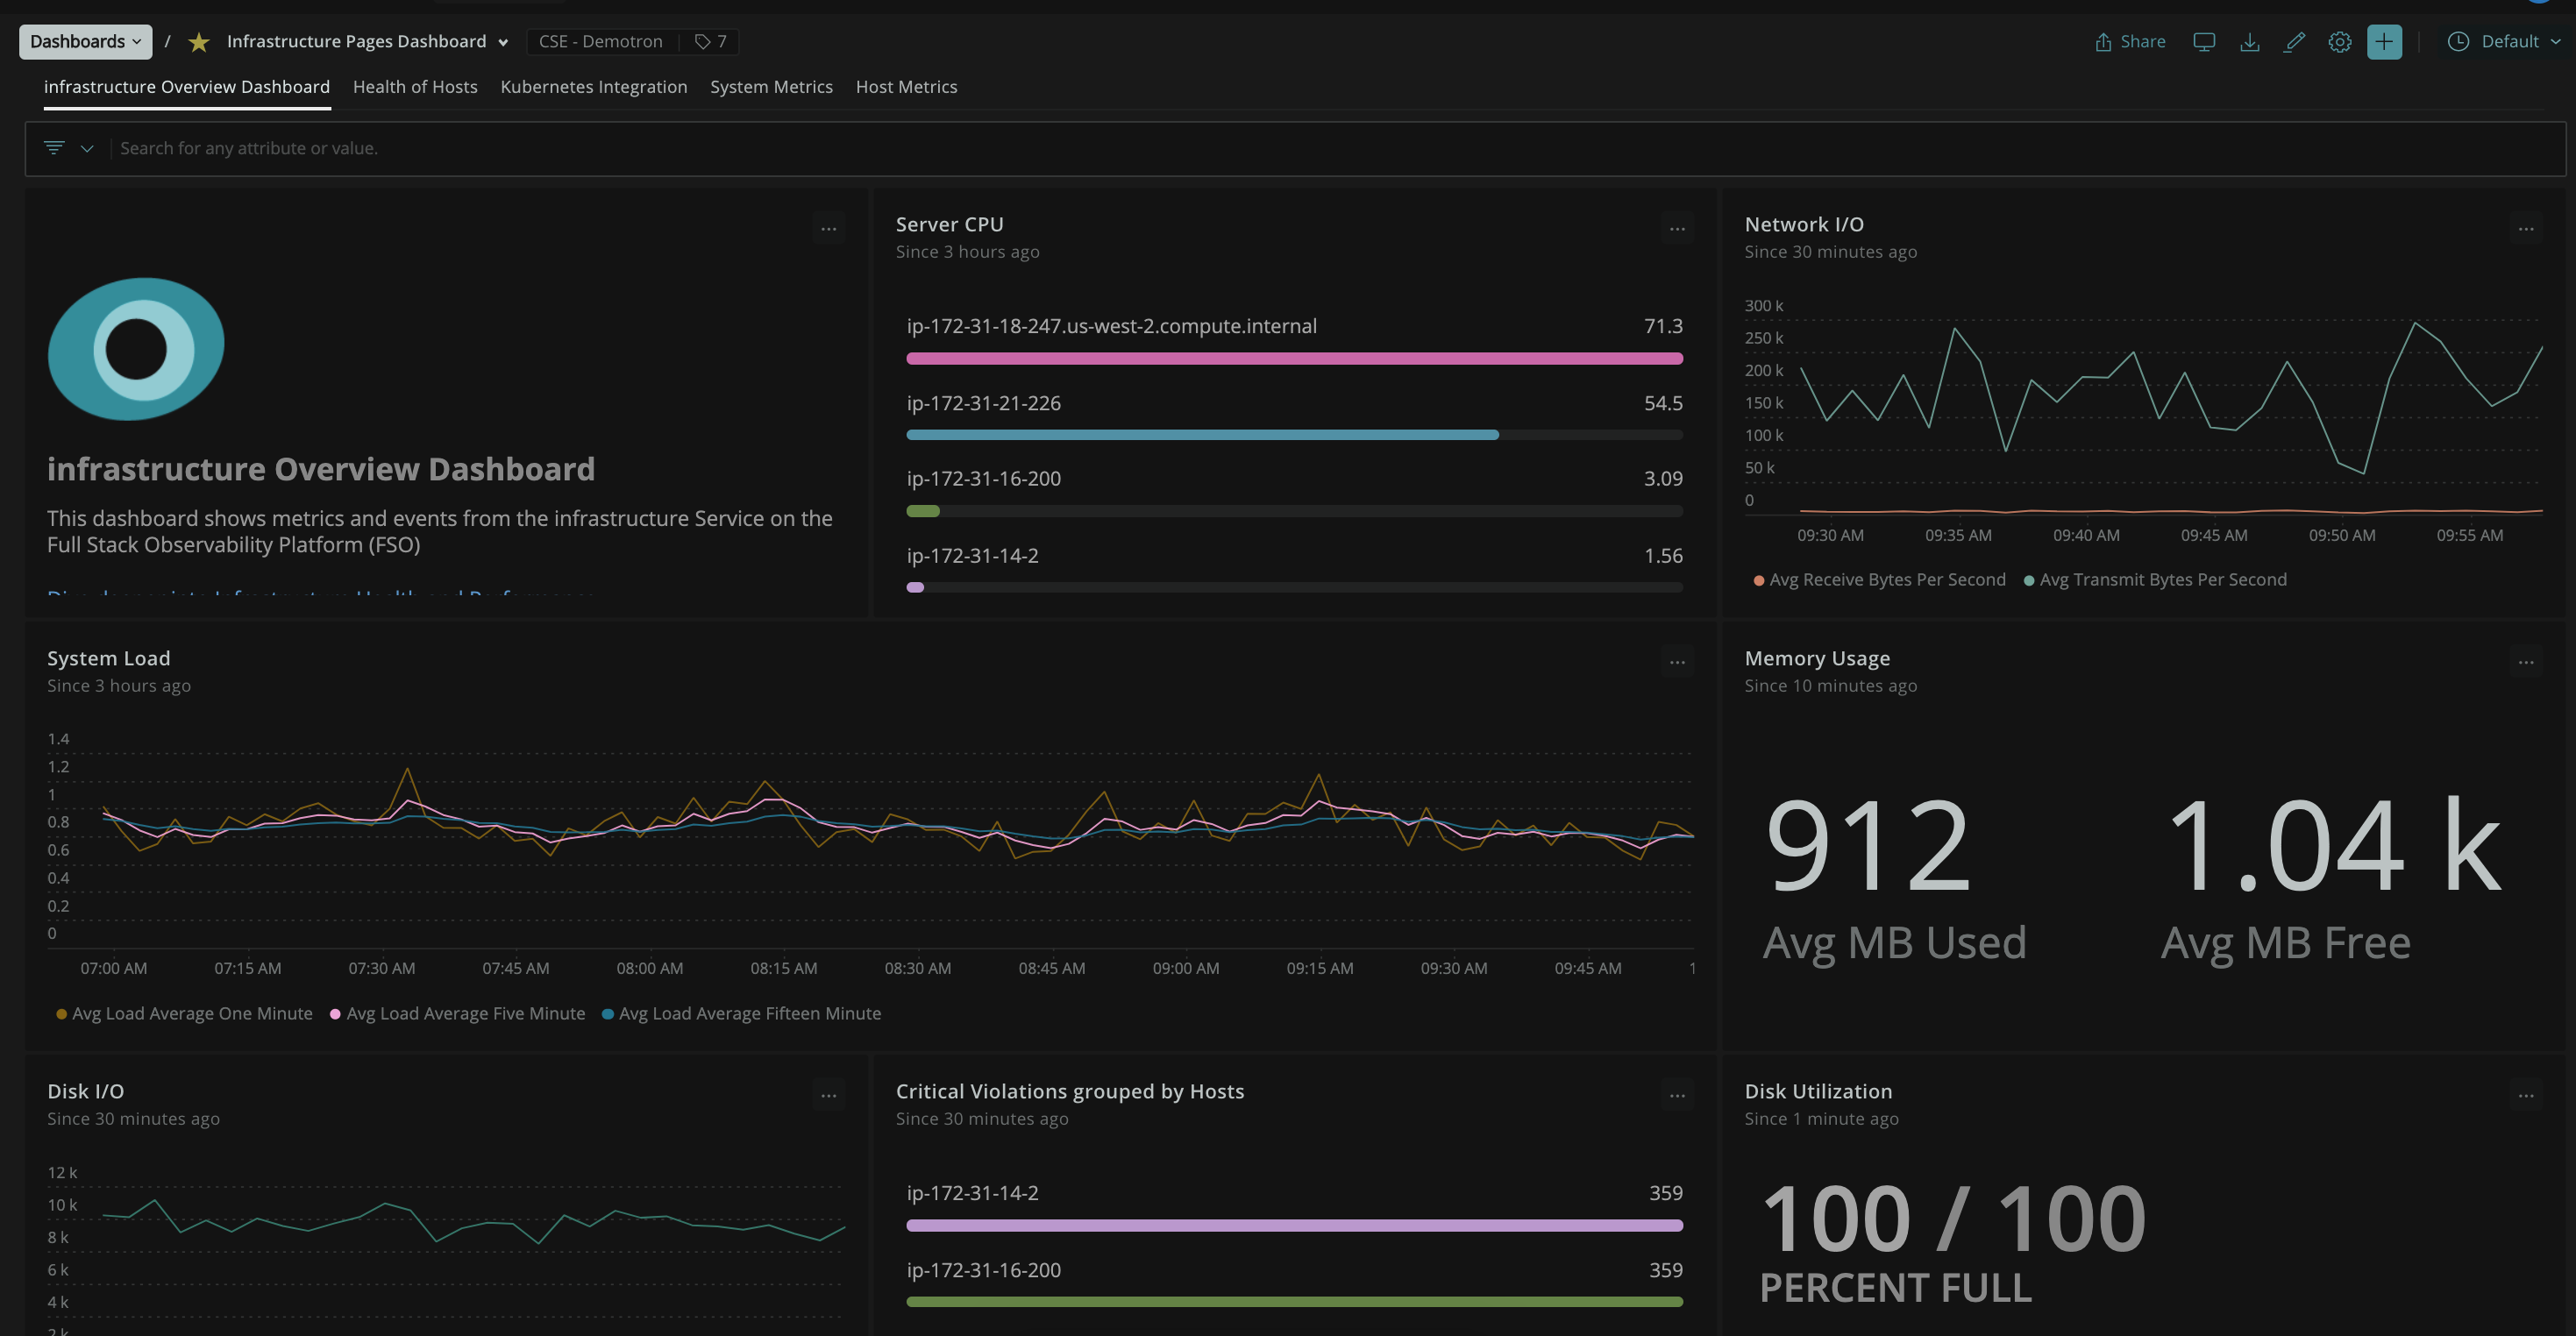 Dashboards / Infrastructure Pages Dashboard CSE - Demotron 7 Share Default
infrastructure Overview Dashboard Health of Hosts Kubernetes Integration System Metrics Host Metrics
Search for any attribute or value.
...
infrastructure Overview Dashboard
This dashboard shows metrics and events from the infrastructure Service on the
Full Stack Observability Platform (FSO)
Server CPU ...
Since 3 hours ago
ip-172-31-18-247.us-west-2.compute.internal 71.3
ip-172-31-21-226 54.5
ip-172-31-16-200 3.09
ip-172-31-14-2 1.56
Network I/O ...
Since 30 minutes ago
300 k
250 k
200 k
150 k
100 k
50 k
0
09:30 AM 09:35 AM 09:40 AM 09:45 AM 09:50 AM 09:55 AM
Avg Receive Bytes Per Second Avg Transmit Bytes Per Second
System Load ...
Since 3 hours ago
1.4
1.2
1
0.8
0.6
0.4
0.2
0
07:00 AM 07:15 AM 07:30 AM 07:45 AM 08:00 AM 08:15 AM 08:30 AM 08:45 AM 09:00 AM 09:15 AM 09:30 AM 09:45 AM 1
Avg Load Average One Minute Avg Load Average Five Minute Avg Load Average Fifteen Minute
Memory Usage ...
Since 10 minutes ago
912 1.04 k
Avg MB Used Avg MB Free
Disk I/O ...
Since 30 minutes ago
12 k
10 k
8 k
6 k
4 k
Critical Violations grouped by Hosts ...
Since 30 minutes ago
ip-172-31-14-2 359
ip-172-31-16-200 359
Disk Utilization ...
Since 1 minute ago
100 / 100
PERCENT FULL